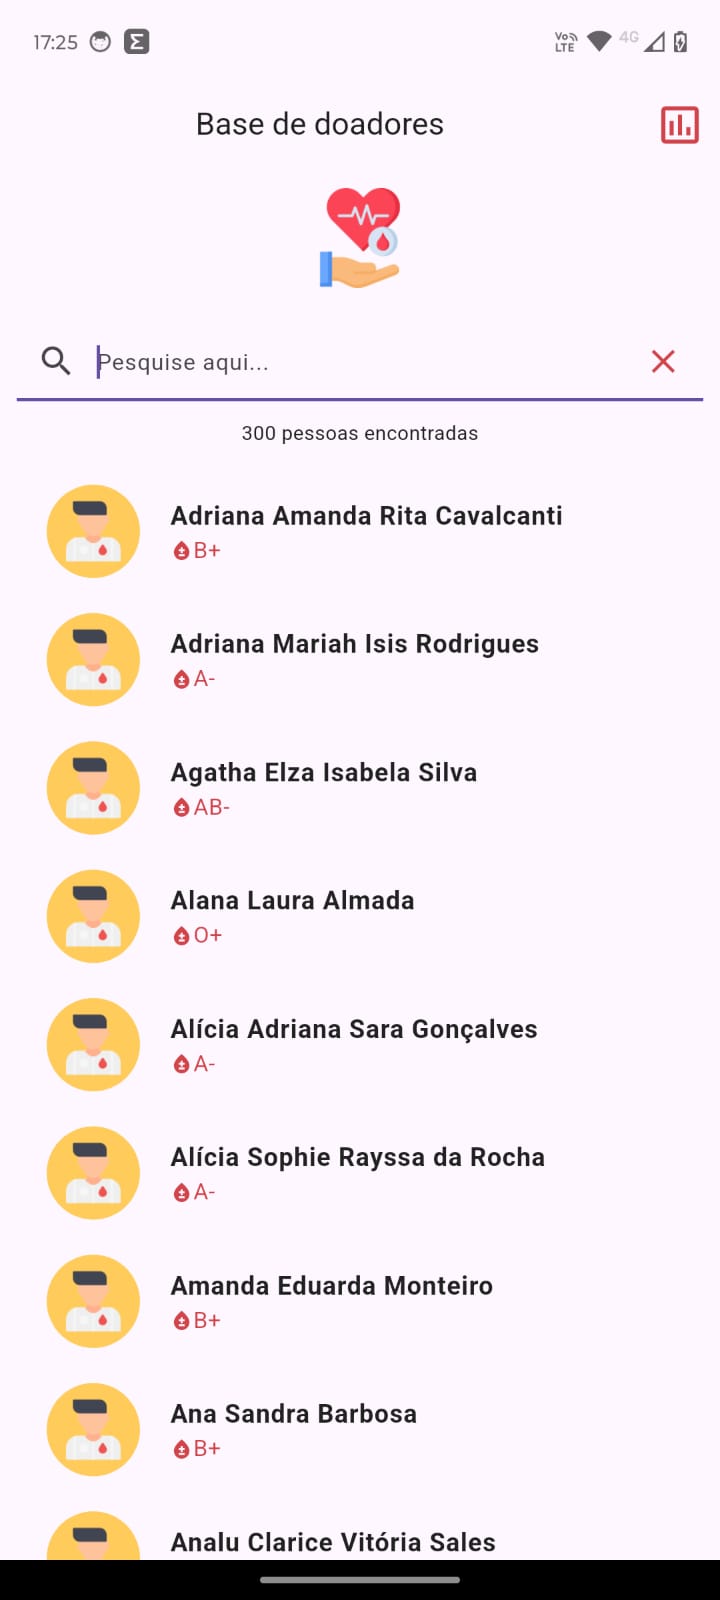 17:25 Vo LTE 4G
Base de doadores
Pesquise aqui...
300 pessoas encontradas
Adriana Amanda Rita Cavalcanti
B+
Adriana Mariah Isis Rodrigues
A-
Agatha Elza Isabela Silva
AB-
Alana Laura Almada
O+
Alícia Adriana Sara Gonçalves
A-
Alícia Sophie Rayssa da Rocha
A-
Amanda Eduarda Monteiro
B+
Ana Sandra Barbosa
B+
Analu Clarice Vitória Sales